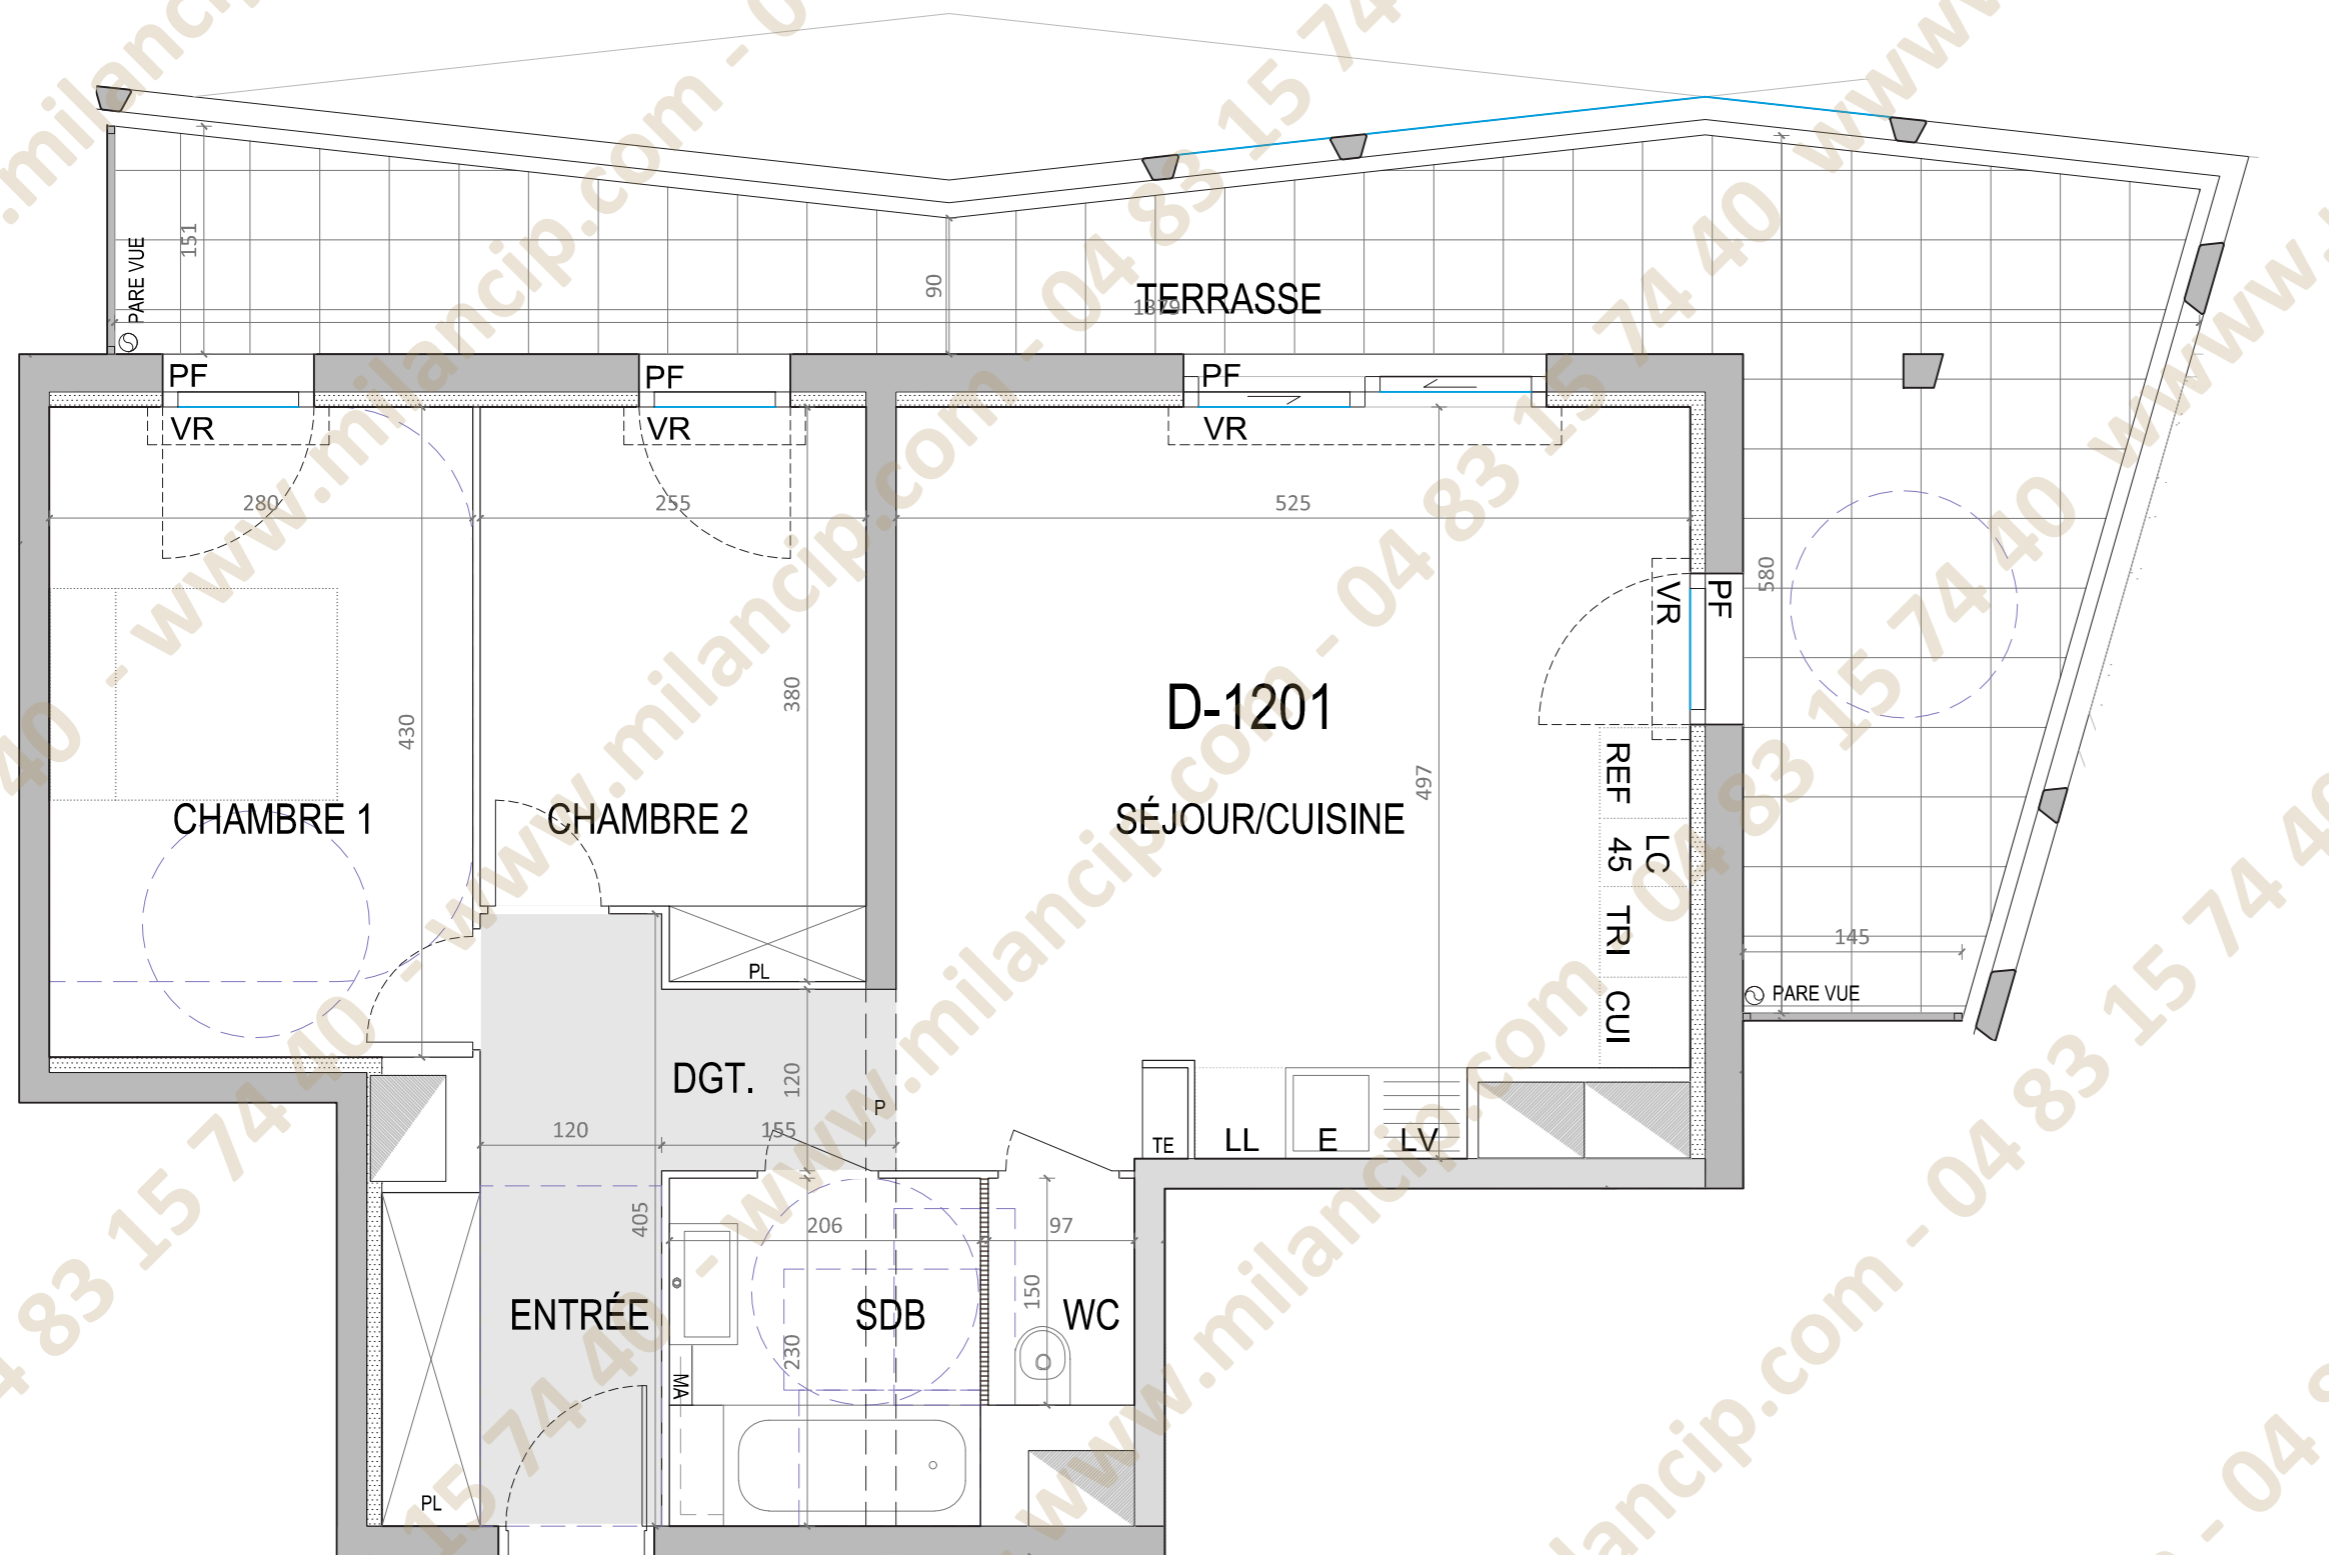 www.milancip.com - 04 83 15 74 40
PARE VUE
151
90
TERRASSE
1379
PF
VR
PF
VR
PF
VR
280
255
525
VR
PF
580
430
380
497
D-1201
CHAMBRE 1
CHAMBRE 2
SÉJOUR/CUISINE
REF
LC
45
TRI
CUI
145
PARE VUE
PL
DGT.
120
P
120
155
TE
LL
E
LV
405
206
97
150
ENTRÉE
SDB
WC
230
MA
PL